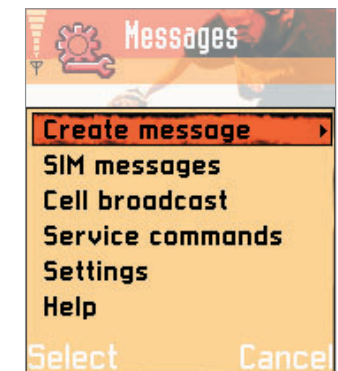 Messages
Create message
SIM messages
Cell broadcast
Service commands
Settings
Help
Select Cancel